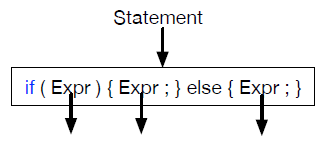 Statement
if ( Expr ) { Expr ; } else { Expr ; }